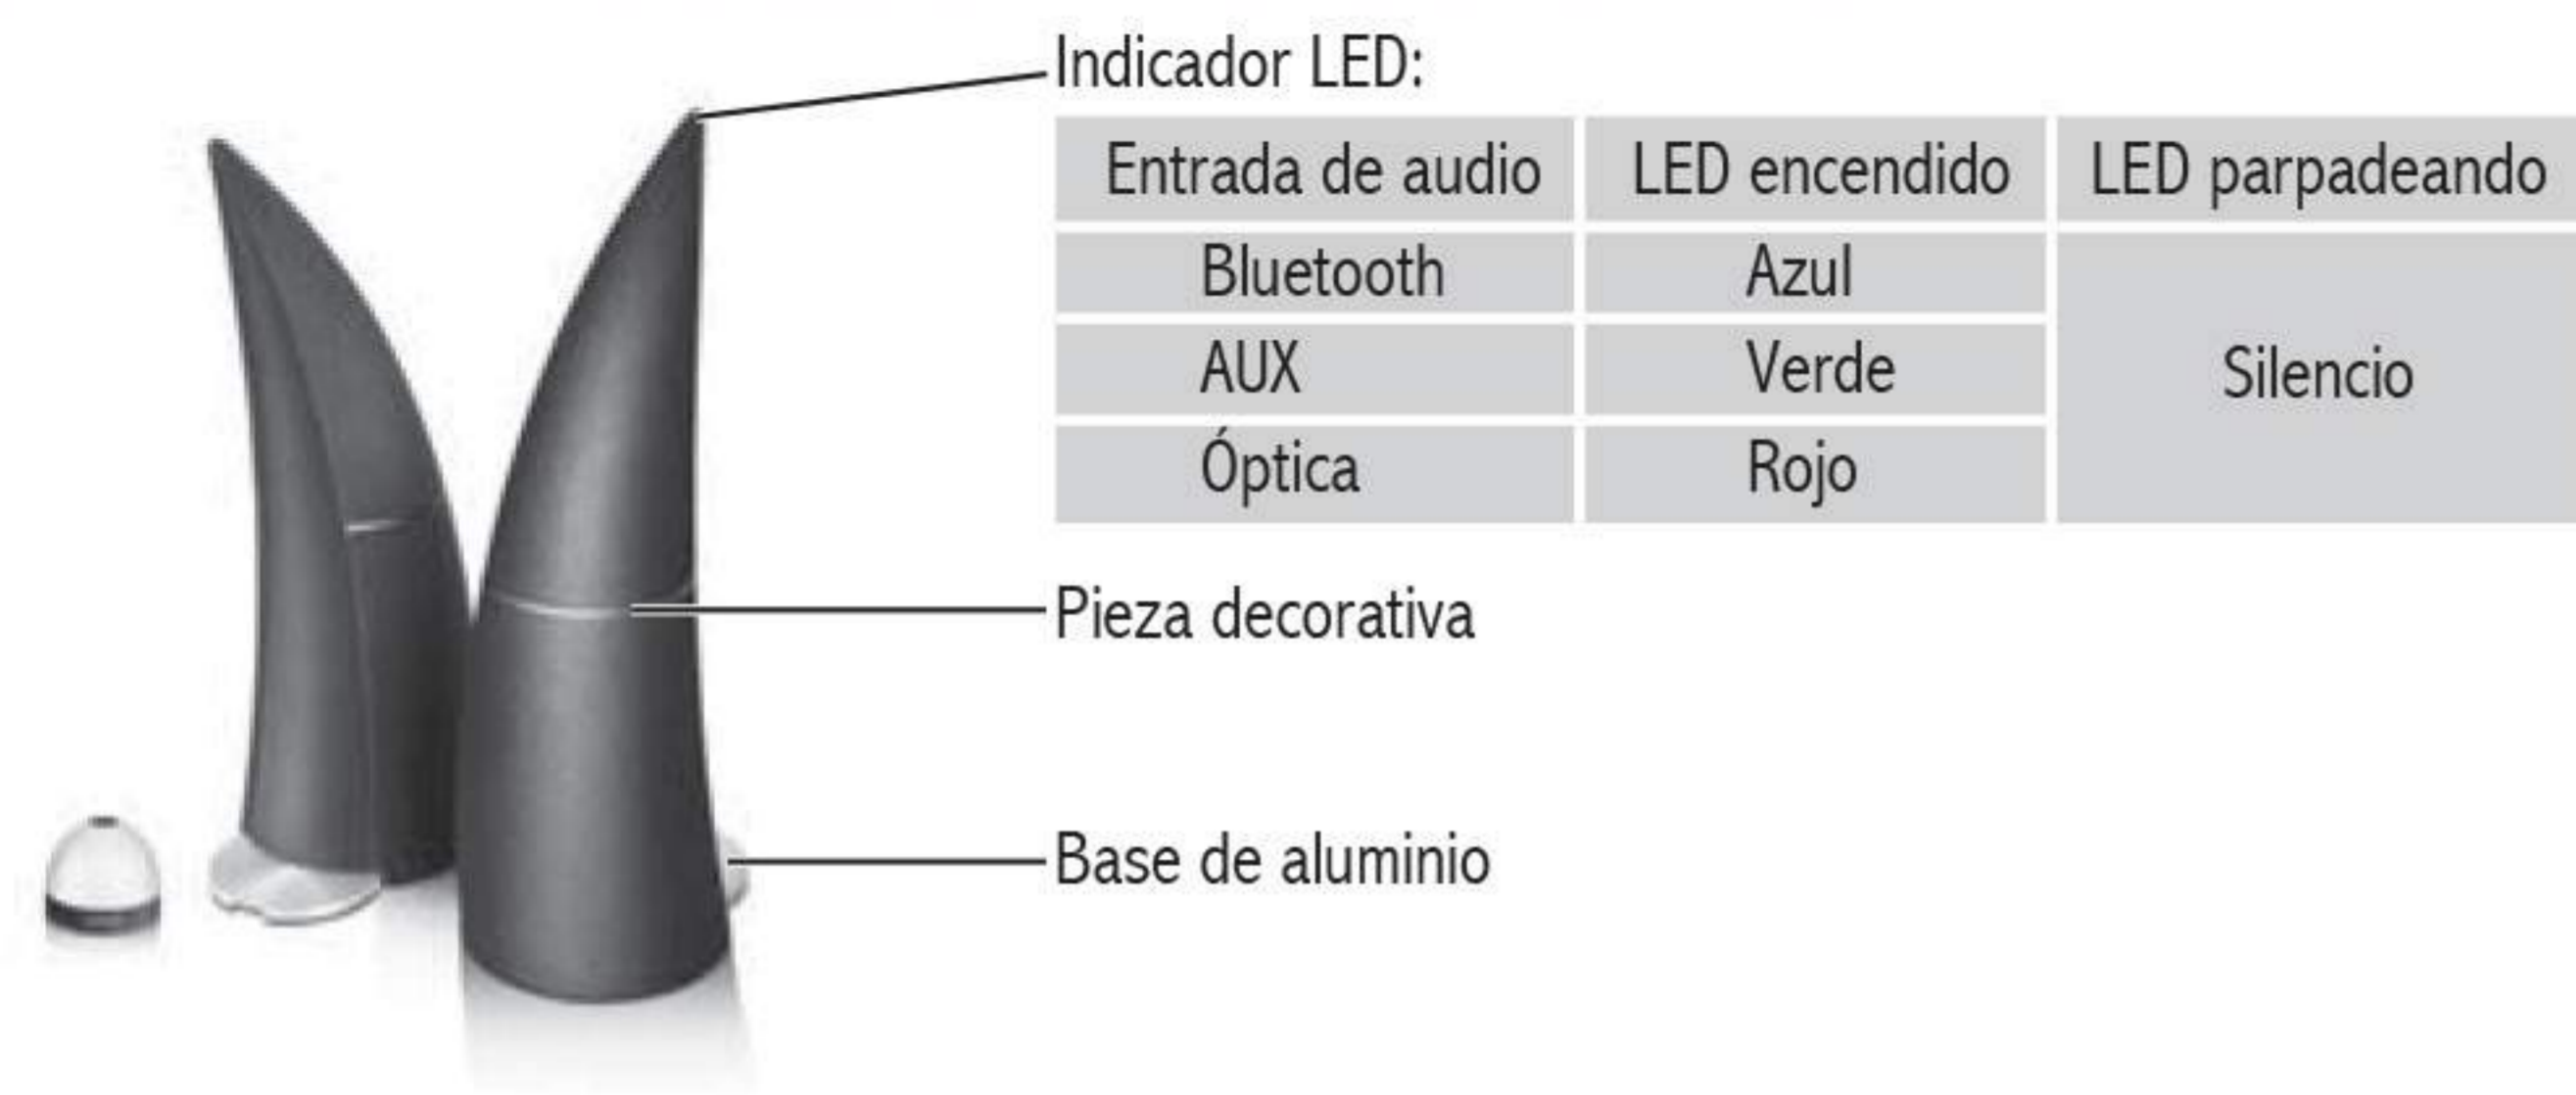 Indicador LED:
Entrada de audio LED encendido LED parpadeando
Bluetooth Azul
AUX Verde
Silencio
Óptica Rojo
Pieza decorativa
Base de aluminio